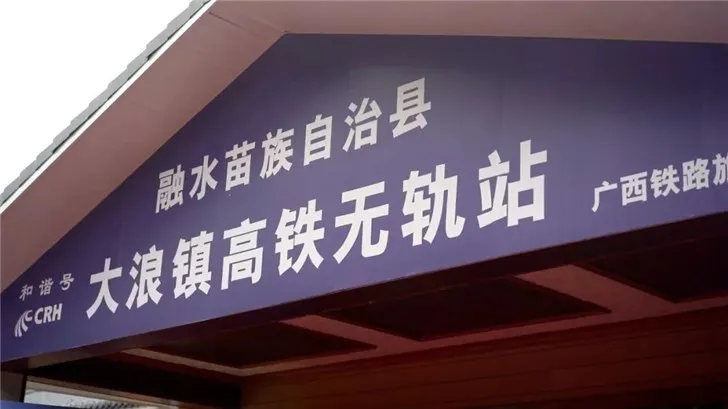 融水苗族自治县
大浪镇高铁无轨站
和谐号
CRH
广西铁路旅